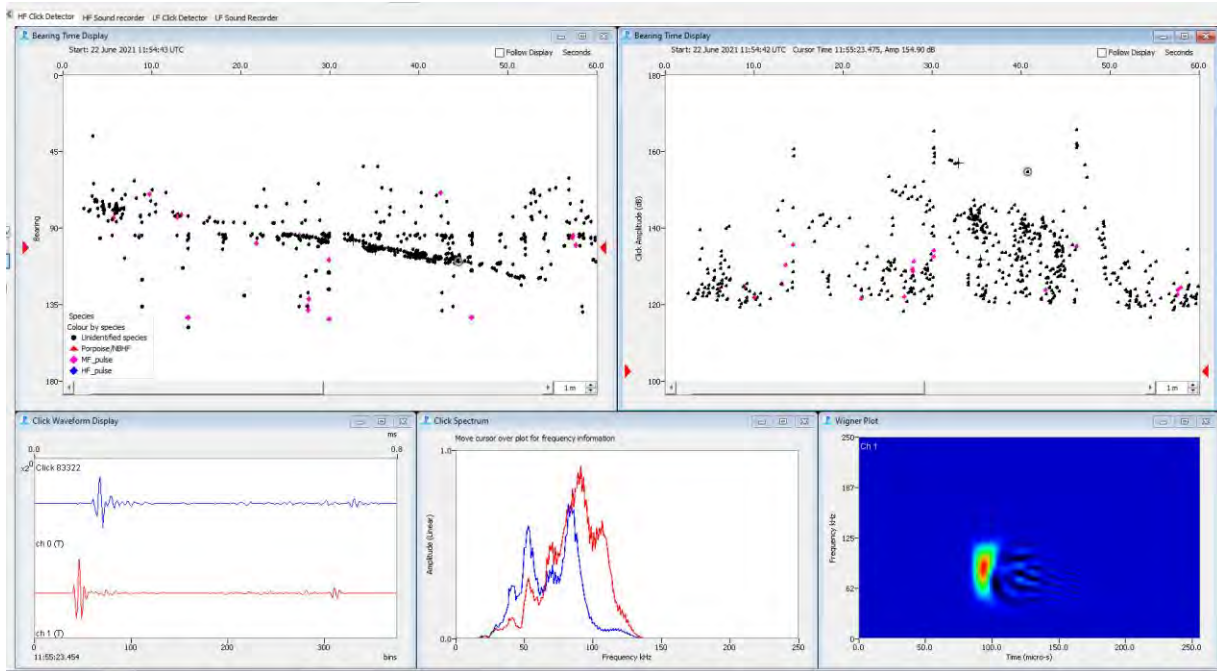 HF Click Detector HF Sound recorder LF Click Detector LF Sound Recorder
Bearing Time Display
Start: 22 June 2021 11:54:43 UTC
Follow Display Seconds
0.0 10.0 20.0 30.0 40.0 50.0 60.0
0
45
90
135
180
Bearing
Species
Colour by species
Unidentified species
Porpoise/NBHF
MF_pulse
HF_pulse
1 m
Bearing Time Display
Start: 22 June 2021 11:54:42 UTC Cursor Time 11:55:23.475, Amp 154.90 dB
Follow Display Seconds
0.0 10.0 20.0 30.0 40.0 50.0 60.0
180
160
140
120
100
Click Amplitude (dB)
1 m
Click Waveform Display
ms
0.0 0.8
Click 83322
ch 0 (T)
ch 1 (T)
11:55:23.454
0 100 200 300
bins
Click Spectrum
Move cursor over plot for frequency information
1.0
0.0
Amplitude (Linear)
0 50 100 150 200 250
Frequency kHz
Wigner Plot
Ch 1
250
187
125
62
0
Frequency kHz
0.0 50.0 100.0 150.0 200.0 250.0
Time (micro-s)